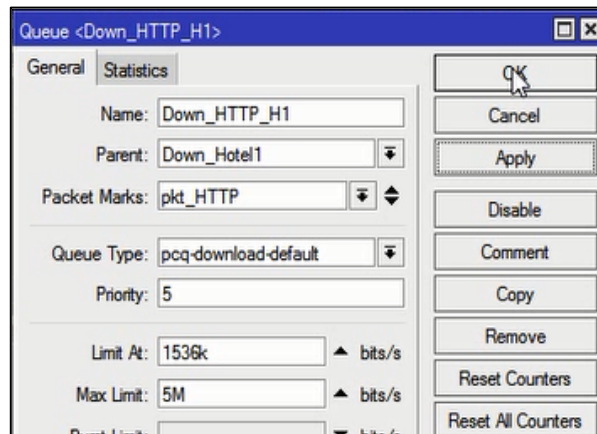 Queue <Down_HTTP_H1>
General Statistics
OK
Name: Down_HTTP_H1
Cancel
Parent: Down_Hotel1
Apply
Packet Marks: pkt_HTTP
Disable
Queue Type: pcq-download-default
Comment
Priority: 5
Copy
Remove
Limit At: 1536k bits/s
Reset Counters
Max Limit: 5M bits/s
Reset All Counters